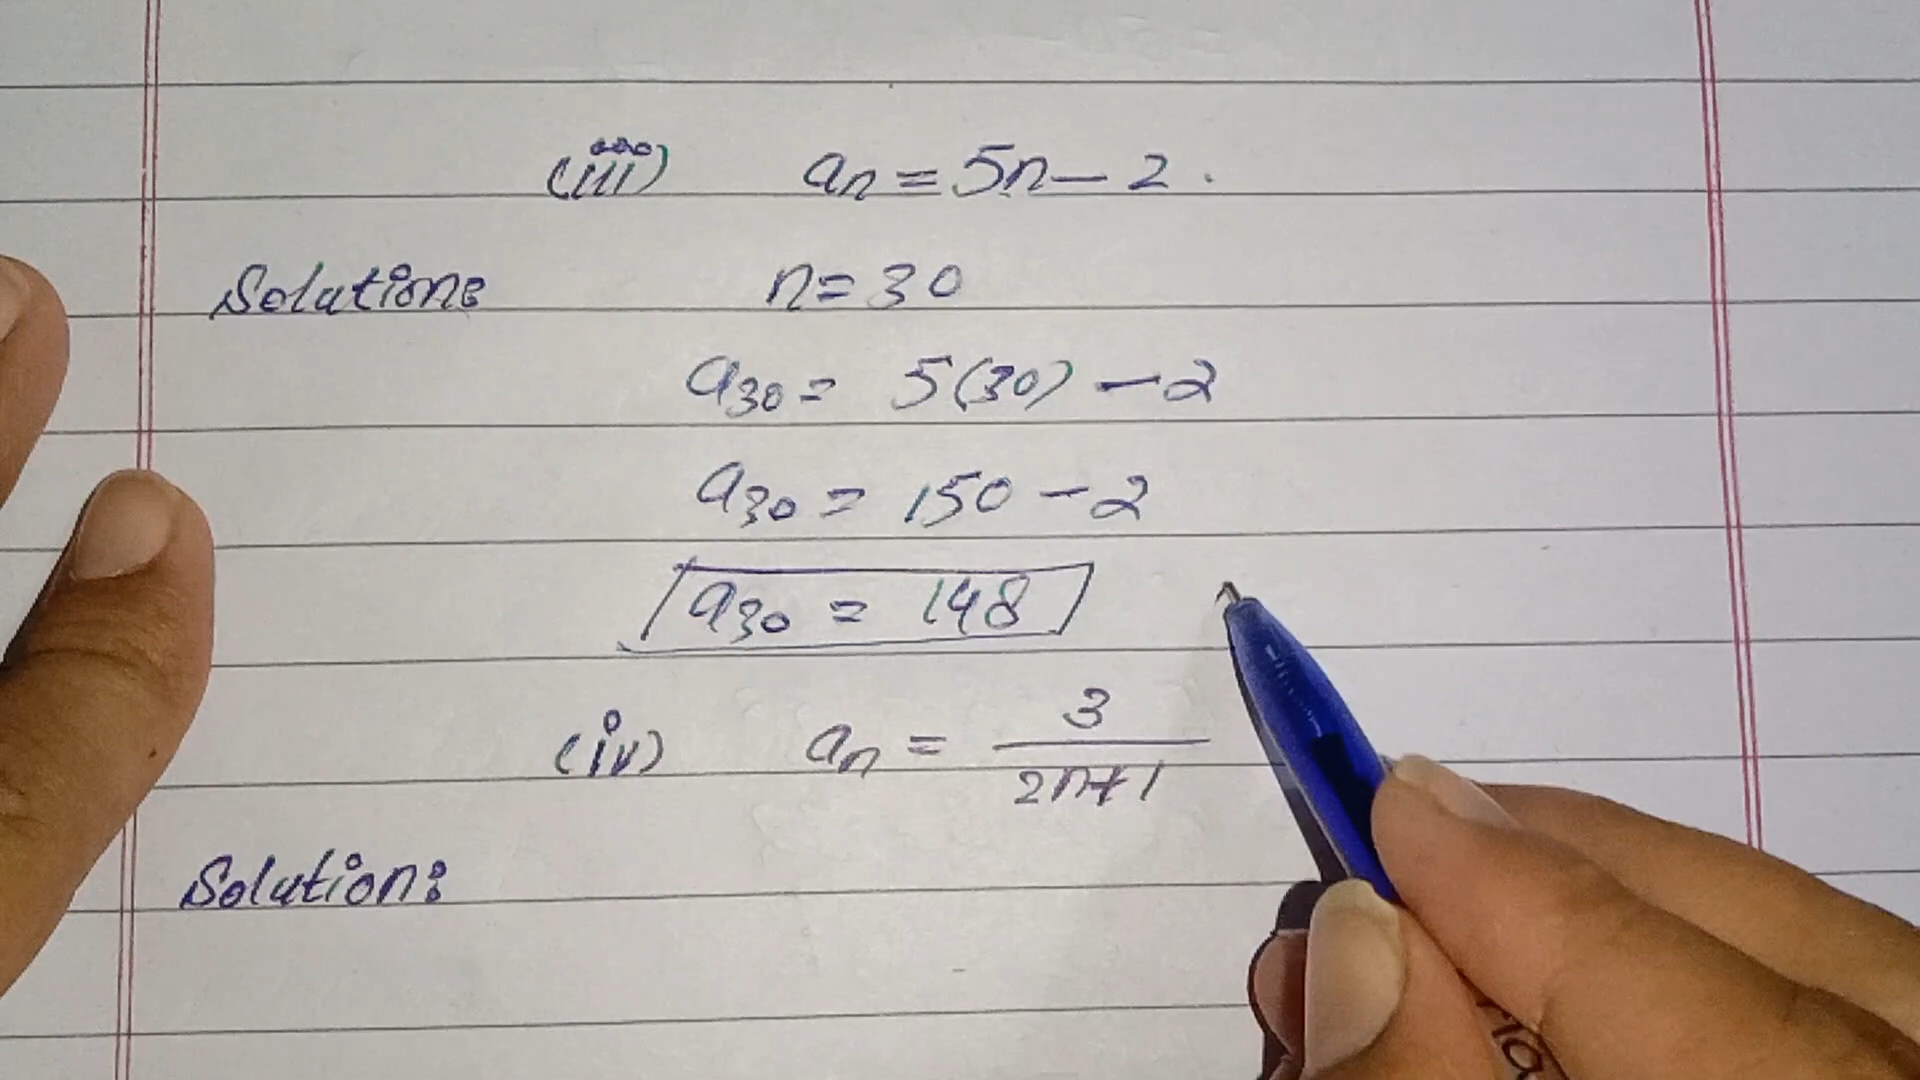 (iii) an = 5n - 2.
Solution: n = 30
a30 = 5(30) - 2
a30 = 150 - 2
a30 = 148
(iv) an = 3/2n+1
Solution: